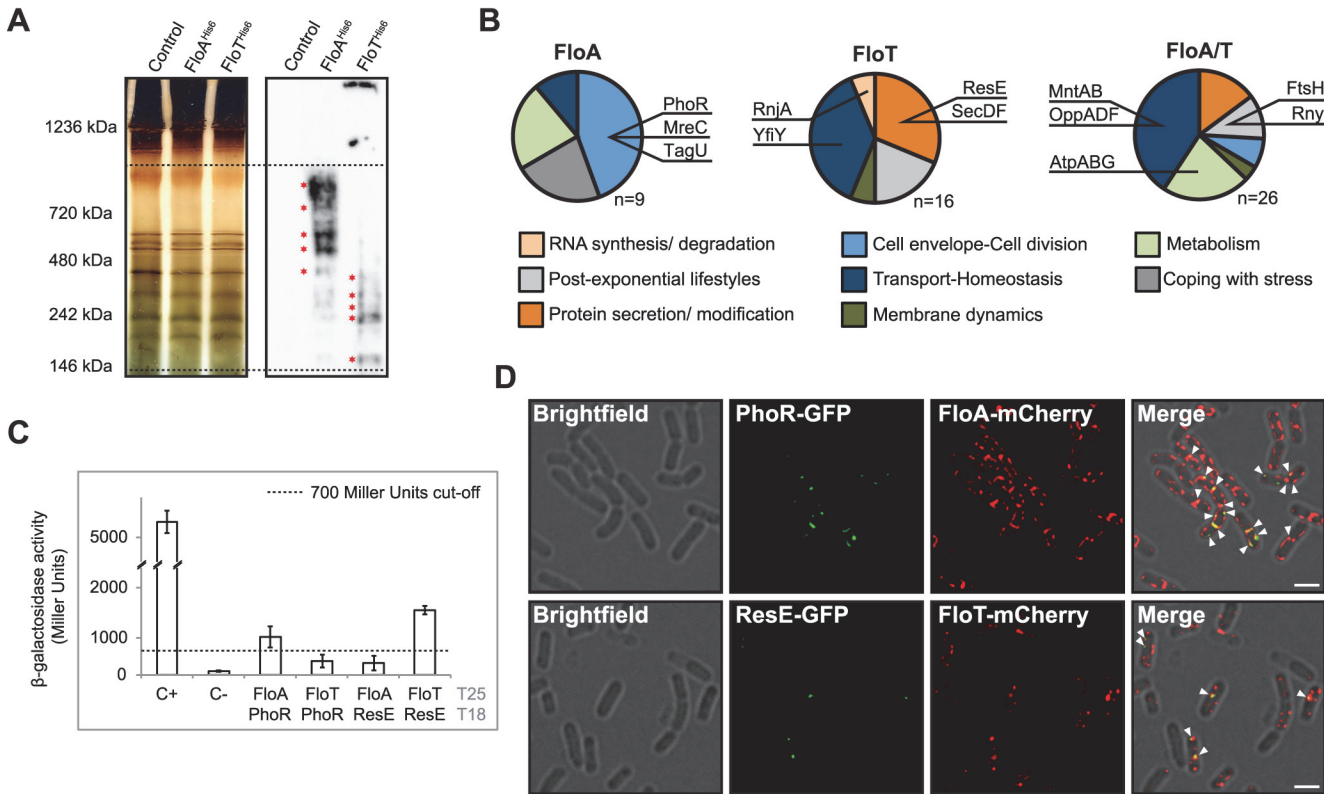 A
Control
FloA^His6
FloT^His6
Control
FloA^His6
FloT^His6
1236 kDa
720 kDa
480 kDa
242 kDa
146 kDa
B
FloA
PhoR
MreC
TagU
n=9
FloT
RnjA
YfiY
ResE
SecDF
n=16
FloA/T
MntAB
OppADF
AtpABG
FtsH
Rny
n=26
RNA synthesis/ degradation
Cell envelope-Cell division
Metabolism
Post-exponential lifestyles
Transport-Homeostasis
Coping with stress
Protein secretion/ modification
Membrane dynamics
C
700 Miller Units cut-off
β-galactosidase activity
(Miller Units)
5000
2000
1000
0
C+ C- FloA FloT FloA FloT T25
PhoR PhoR ResE ResE T18
D
Brightfield PhoR-GFP FloA-mCherry Merge
Brightfield ResE-GFP FloT-mCherry Merge